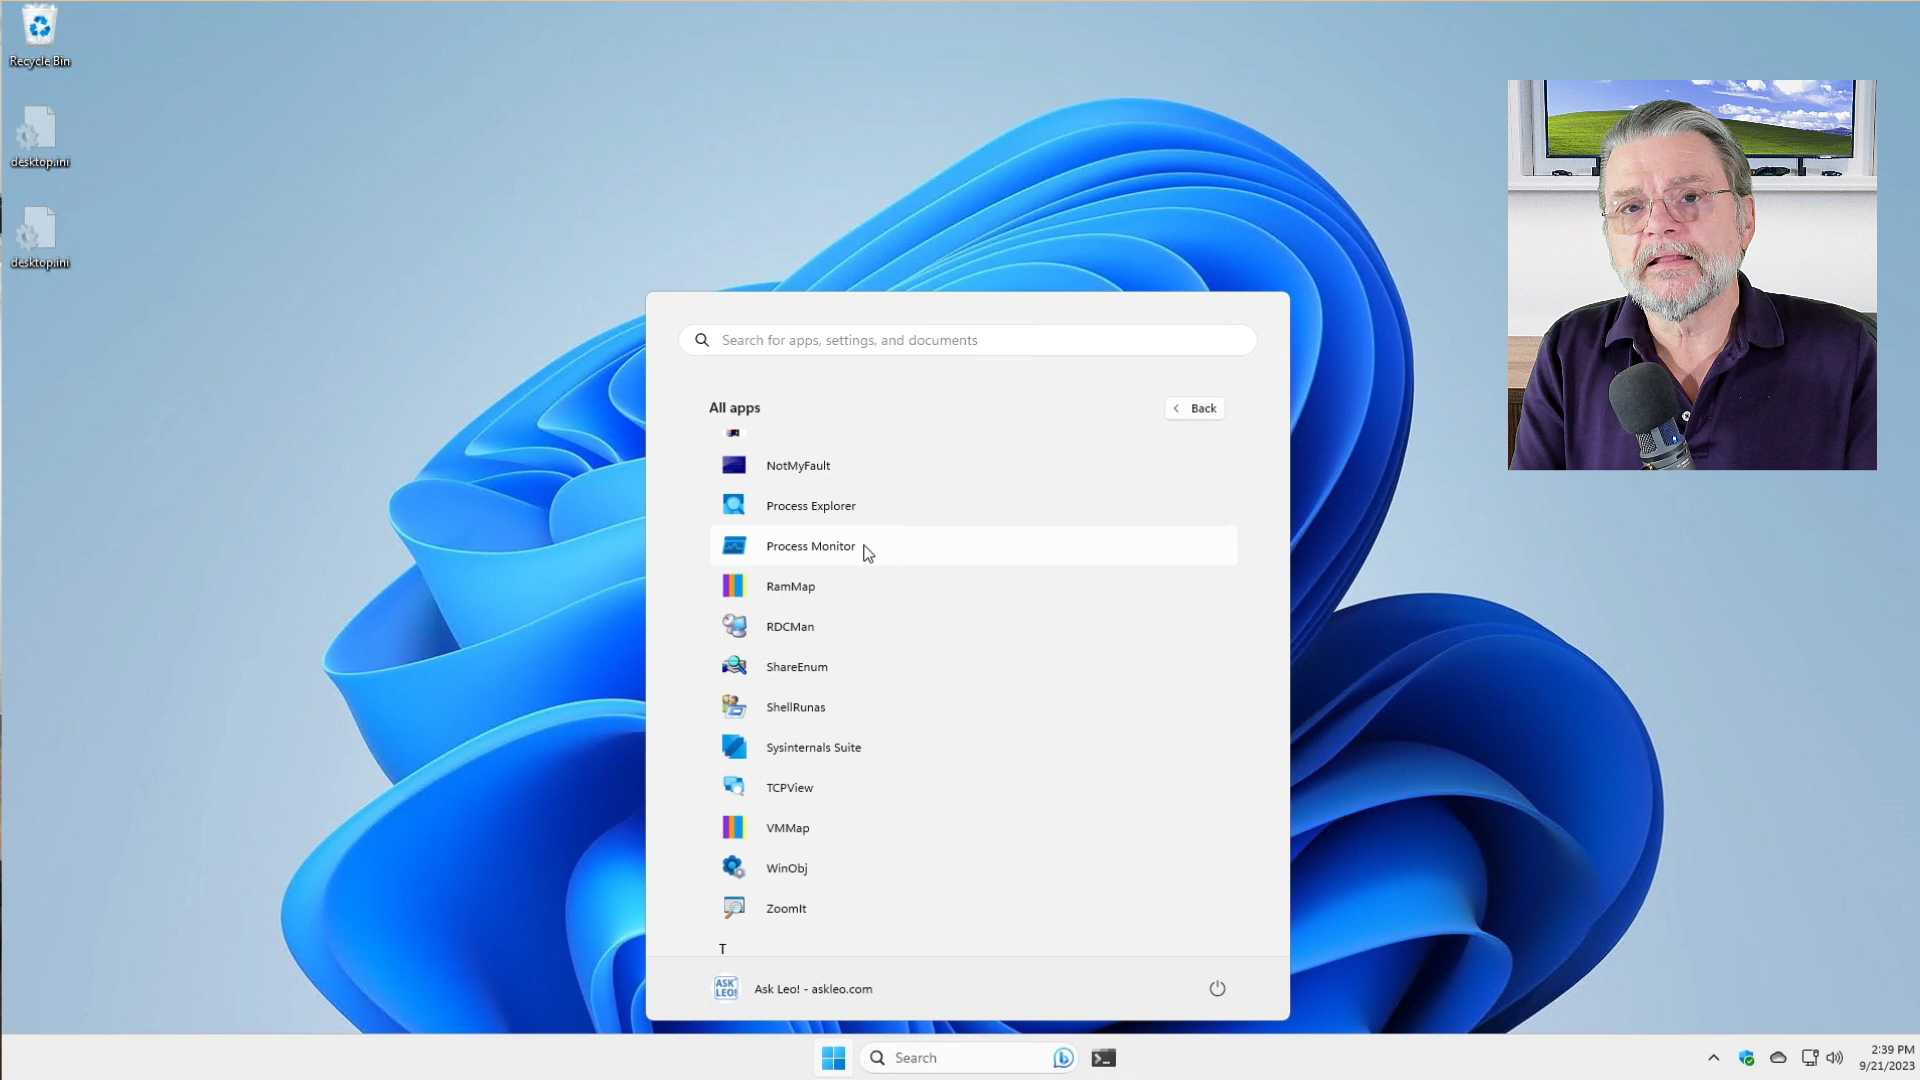 Recycle Bin
desktop.ini
desktop.ini
Search for apps, settings, and documents
All apps
Back
NotMyFault
Process Explorer
Process Monitor
RamMap
RDCMan
ShareEnum
ShellRunas
Sysinternals Suite
TCPView
VMMap
WinObj
ZoomIt
T
ASK LEO!
Ask Leo! - askleo.com
Search
2:39 PM
9/21/2023